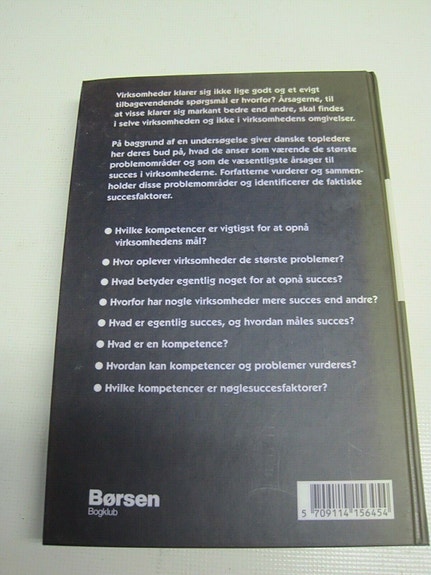 Virksomheder klarer sig ikke lige godt og et evigt
tilbagevendende spørgsmål er hvorfor? Årsagerne, til
at visse klarer sig markant bedre end andre, skal findes
i selve virksomheden og ikke i virksomhedens omgivelser.
På baggrund af en undersøgelse giver danske topledere
her deres bud på, hvad de anser som værende de største
problemområder og som de væsentligste årsager til
succes i virksomhederne. Forfatterne vurderer og sammen-
holder disse problemområder og identificerer de faktiske
succesfaktorer.
● Hvilke kompetencer er vigtigst for at opnå
virksomhedens mål?
● Hvor oplever virksomheder de største problemer?
● Hvad betyder egentlig noget for at opnå succes?
● Hvorfor har nogle virksomheder mere succes end andre?
● Hvad er egentlig succes, og hvordan måles succes?
● Hvad er en kompetence?
● Hvordan kan kompetencer og problemer vurderes?
● Hvilke kompetencer er nøglesuccesfaktorer?
Børsen
Bogklub
5 709114 156454